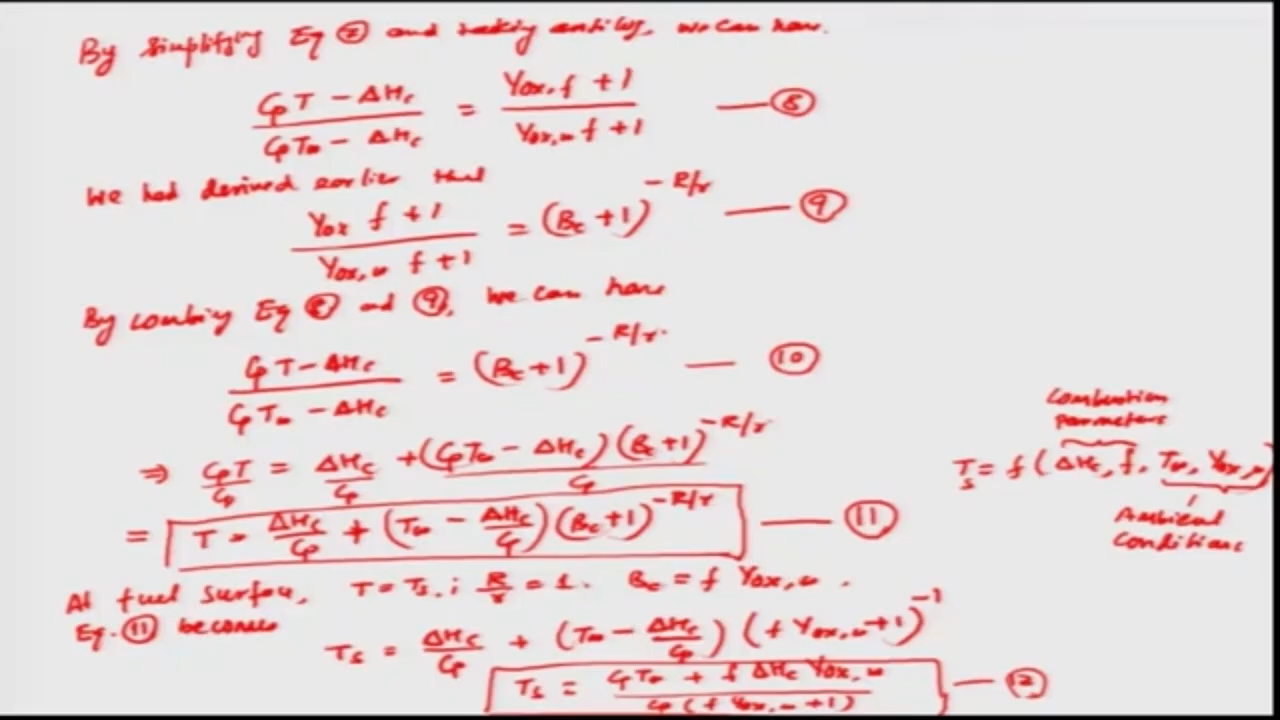 By simplifying Eq ⑦ and taking antilog, we can have.
(CpT - ΔHc)/(CpT∞ - ΔHc) = (Yox f + 1)/(Yox,∞ f + 1) — ⑧
We had derived earlier that
(Yox f + 1)/(Yox,∞ f + 1) = (Bc + 1)^(-R/r) — ⑨
By combing Eq ⑧ and ⑨, we can have
(CpT - ΔHc)/(CpT∞ - ΔHc) = (Bc + 1)^(-R/r) — ⑩
⇒ CpT/Cp = ΔHc/Cp + (CpT∞ - ΔHc)(Bc + 1)^(-R/r)/Cp
= T = ΔHc/Cp + (T∞ - ΔHc/Cp)(Bc + 1)^(-R/r) — ⑪
At fuel surface, T = Ts ; R/r = 1. Bc = f Yox,∞.
Eq. ⑪ becomes
Ts = ΔHc/Cp + (T∞ - ΔHc/Cp)(f Yox,∞ + 1)^(-1)
Ts = (CpT∞ + f ΔHc Yox,∞)/(Cp(f Yox,∞ + 1)) — ⑫
Combustion
Parameters
Ts = f(ΔHc, f, T∞, Yox,∞)
Ambient
Conditions